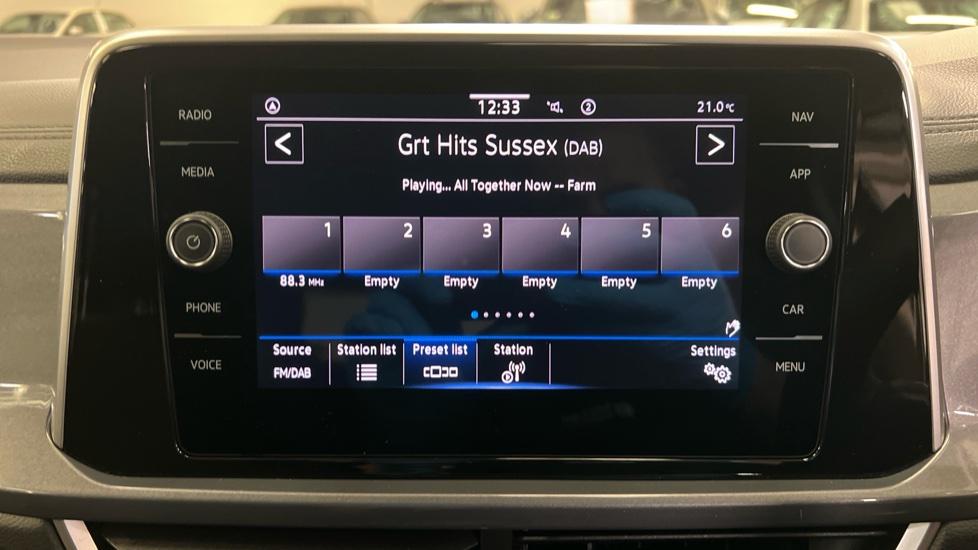 RADIO
MEDIA
PHONE
VOICE
12:33 2 21.0°C
< Grt Hits Sussex (DAB) >
Playing... All Together Now -- Farm
1 2 3 4 5 6
88.3 MHz Empty Empty Empty Empty Empty
Source Station list Preset list Station Settings
FM/DAB
NAV
APP
CAR
MENU